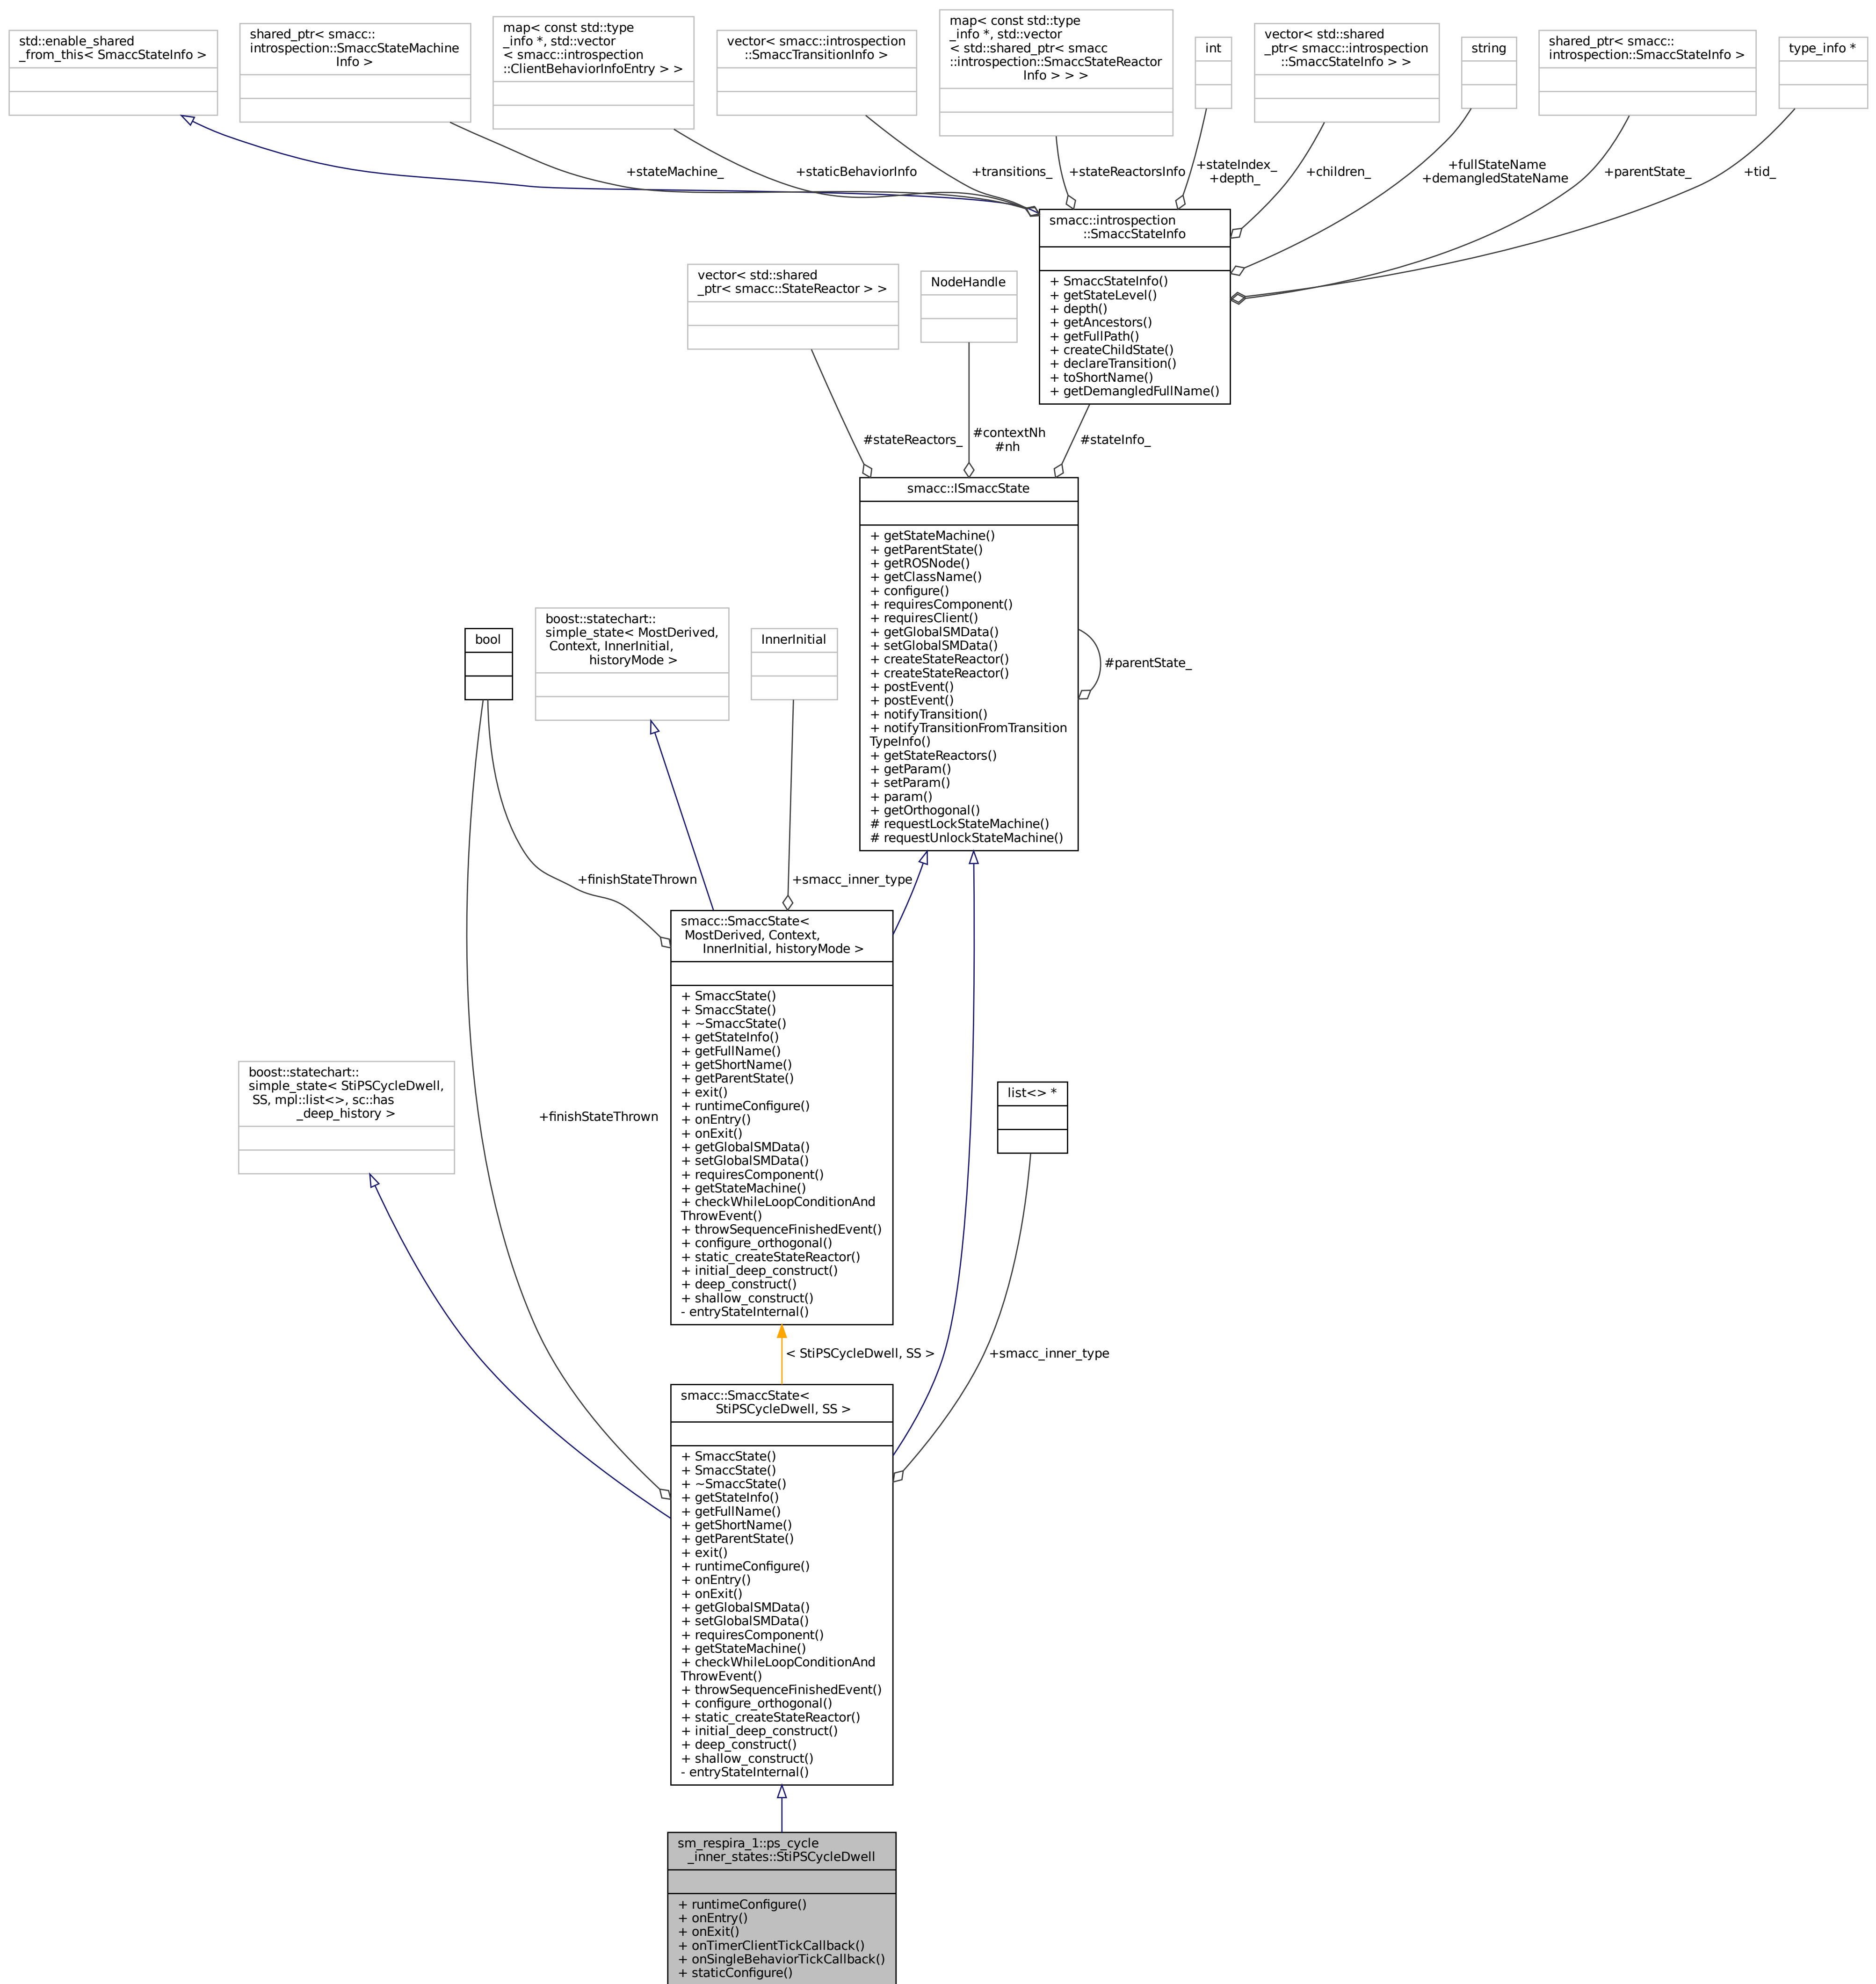 std::enable_shared
_from_this< SmaccStateInfo >
shared_ptr< smacc::
introspection::SmaccStateMachine
Info >
map< const std::type
_info *, std::vector
< smacc::introspection
::ClientBehaviorInfoEntry > >
vector< smacc::introspection
::SmaccTransitionInfo >
map< const std::type
_info *, std::vector
< std::shared_ptr< smacc
::introspection::SmaccStateReactor
Info > > >
int
vector< std::shared
_ptr< smacc::introspection
::SmaccStateInfo > >
string
shared_ptr< smacc::
introspection::SmaccStateInfo >
type_info *
+stateMachine_
+staticBehaviorInfo
+transitions_
+stateReactorsInfo
+stateIndex_
+depth_
+children_
+fullStateName
+demangledStateName
+parentState_
+tid_
smacc::introspection
::SmaccStateInfo
+ SmaccStateInfo()
+ getStateLevel()
+ depth()
+ getAncestors()
+ getFullPath()
+ createChildState()
+ declareTransition()
+ toShortName()
+ getDemangledFullName()
vector< std::shared
_ptr< smacc::StateReactor > >
NodeHandle
#stateReactors_
#contextNh
#nh
#stateInfo_
smacc::ISmaccState
+ getStateMachine()
+ getParentState()
+ getROSNode()
+ getClassName()
+ configure()
+ requiresComponent()
+ requiresClient()
+ getGlobalSMData()
+ setGlobalSMData()
+ createStateReactor()
+ createStateReactor()
+ postEvent()
+ postEvent()
+ notifyTransition()
+ notifyTransitionFromTransition
TypeInfo()
+ getStateReactors()
+ getParam()
+ setParam()
+ param()
+ getOrthogonal()
# requestLockStateMachine()
# requestUnlockStateMachine()
#parentState_
bool
boost::statechart::
simple_state< MostDerived,
Context, InnerInitial,
historyMode >
InnerInitial
+finishStateThrown
+smacc_inner_type
smacc::SmaccState<
MostDerived, Context,
InnerInitial, historyMode >
+ SmaccState()
+ SmaccState()
+ ~SmaccState()
+ getStateInfo()
+ getFullName()
+ getShortName()
+ getParentState()
+ exit()
+ runtimeConfigure()
+ onEntry()
+ onExit()
+ getGlobalSMData()
+ setGlobalSMData()
+ requiresComponent()
+ getStateMachine()
+ checkWhileLoopConditionAnd
ThrowEvent()
+ throwSequenceFinishedEvent()
+ configure_orthogonal()
+ static_createStateReactor()
+ initial_deep_construct()
+ deep_construct()
+ shallow_construct()
- entryStateInternal()
boost::statechart::
simple_state< StiPSCycleDwell,
SS, mpl::list<>, sc::has
_deep_history >
+finishStateThrown
list<> *
< StiPSCycleDwell, SS >
+smacc_inner_type
smacc::SmaccState<
StiPSCycleDwell, SS >
+ SmaccState()
+ SmaccState()
+ ~SmaccState()
+ getStateInfo()
+ getFullName()
+ getShortName()
+ getParentState()
+ exit()
+ runtimeConfigure()
+ onEntry()
+ onExit()
+ getGlobalSMData()
+ setGlobalSMData()
+ requiresComponent()
+ getStateMachine()
+ checkWhileLoopConditionAnd
ThrowEvent()
+ throwSequenceFinishedEvent()
+ configure_orthogonal()
+ static_createStateReactor()
+ initial_deep_construct()
+ deep_construct()
+ shallow_construct()
- entryStateInternal()
sm_respira_1::ps_cycle
_inner_states::StiPSCycleDwell
+ runtimeConfigure()
+ onEntry()
+ onExit()
+ onTimerClientTickCallback()
+ onSingleBehaviorTickCallback()
+ staticConfigure()